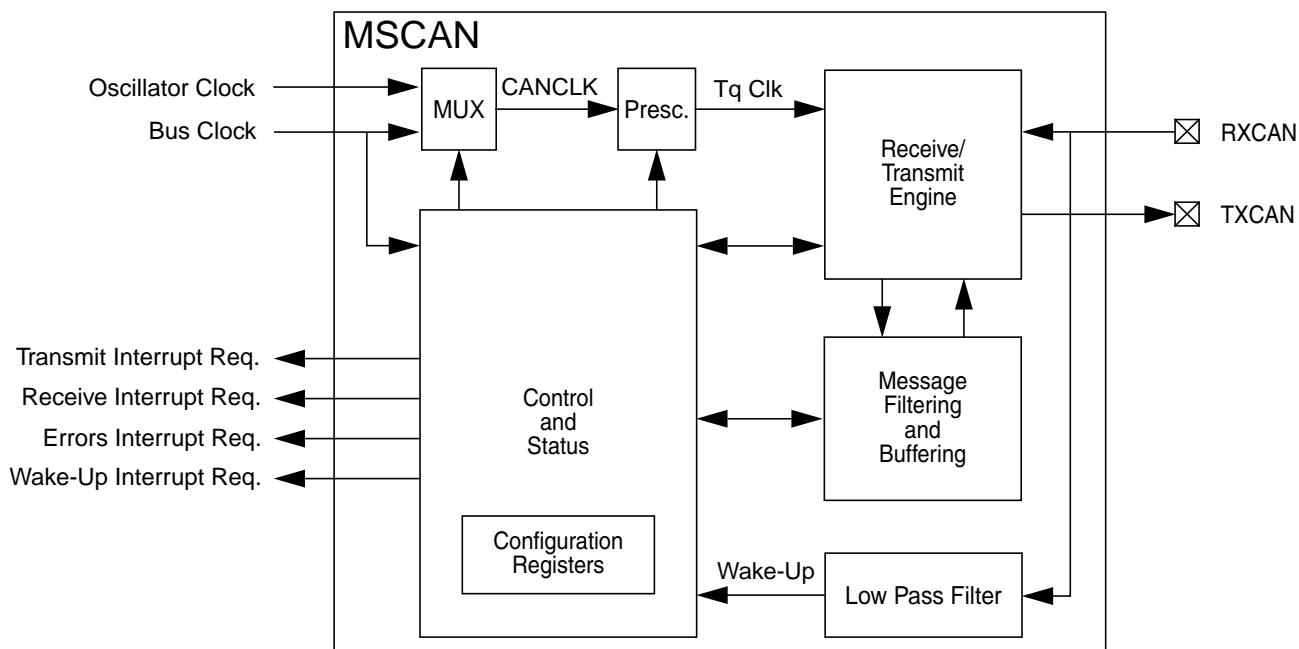 MSCAN
Oscillator Clock
Bus Clock
MUX
CANCLK
Presc.
Tq Clk
Receive/
Transmit
Engine
RXCAN
TXCAN
Transmit Interrupt Req.
Receive Interrupt Req.
Errors Interrupt Req.
Wake-Up Interrupt Req.
Control
and
Status
Message
Filtering
and
Buffering
Configuration
Registers
Wake-Up
Low Pass Filter